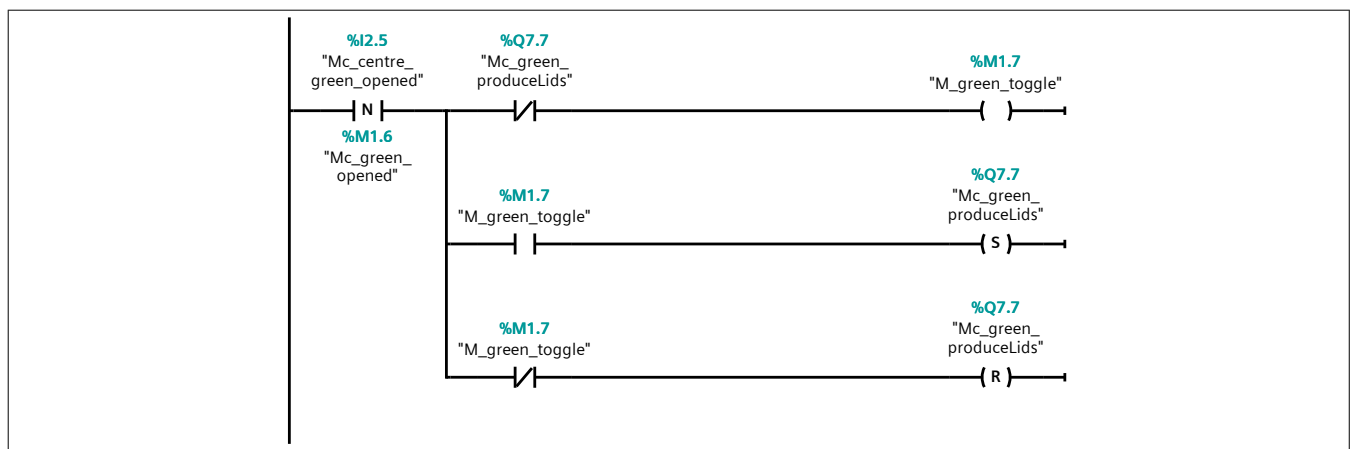 %I2.5
"Mc_centre_
green_opened"
N
%M1.6
"Mc_green_
opened"
%Q7.7
"Mc_green_
produceLids"
%M1.7
"M_green_toggle"
%M1.7
"M_green_toggle"
%Q7.7
"Mc_green_
produceLids"
S
%M1.7
"M_green_toggle"
%Q7.7
"Mc_green_
produceLids"
R